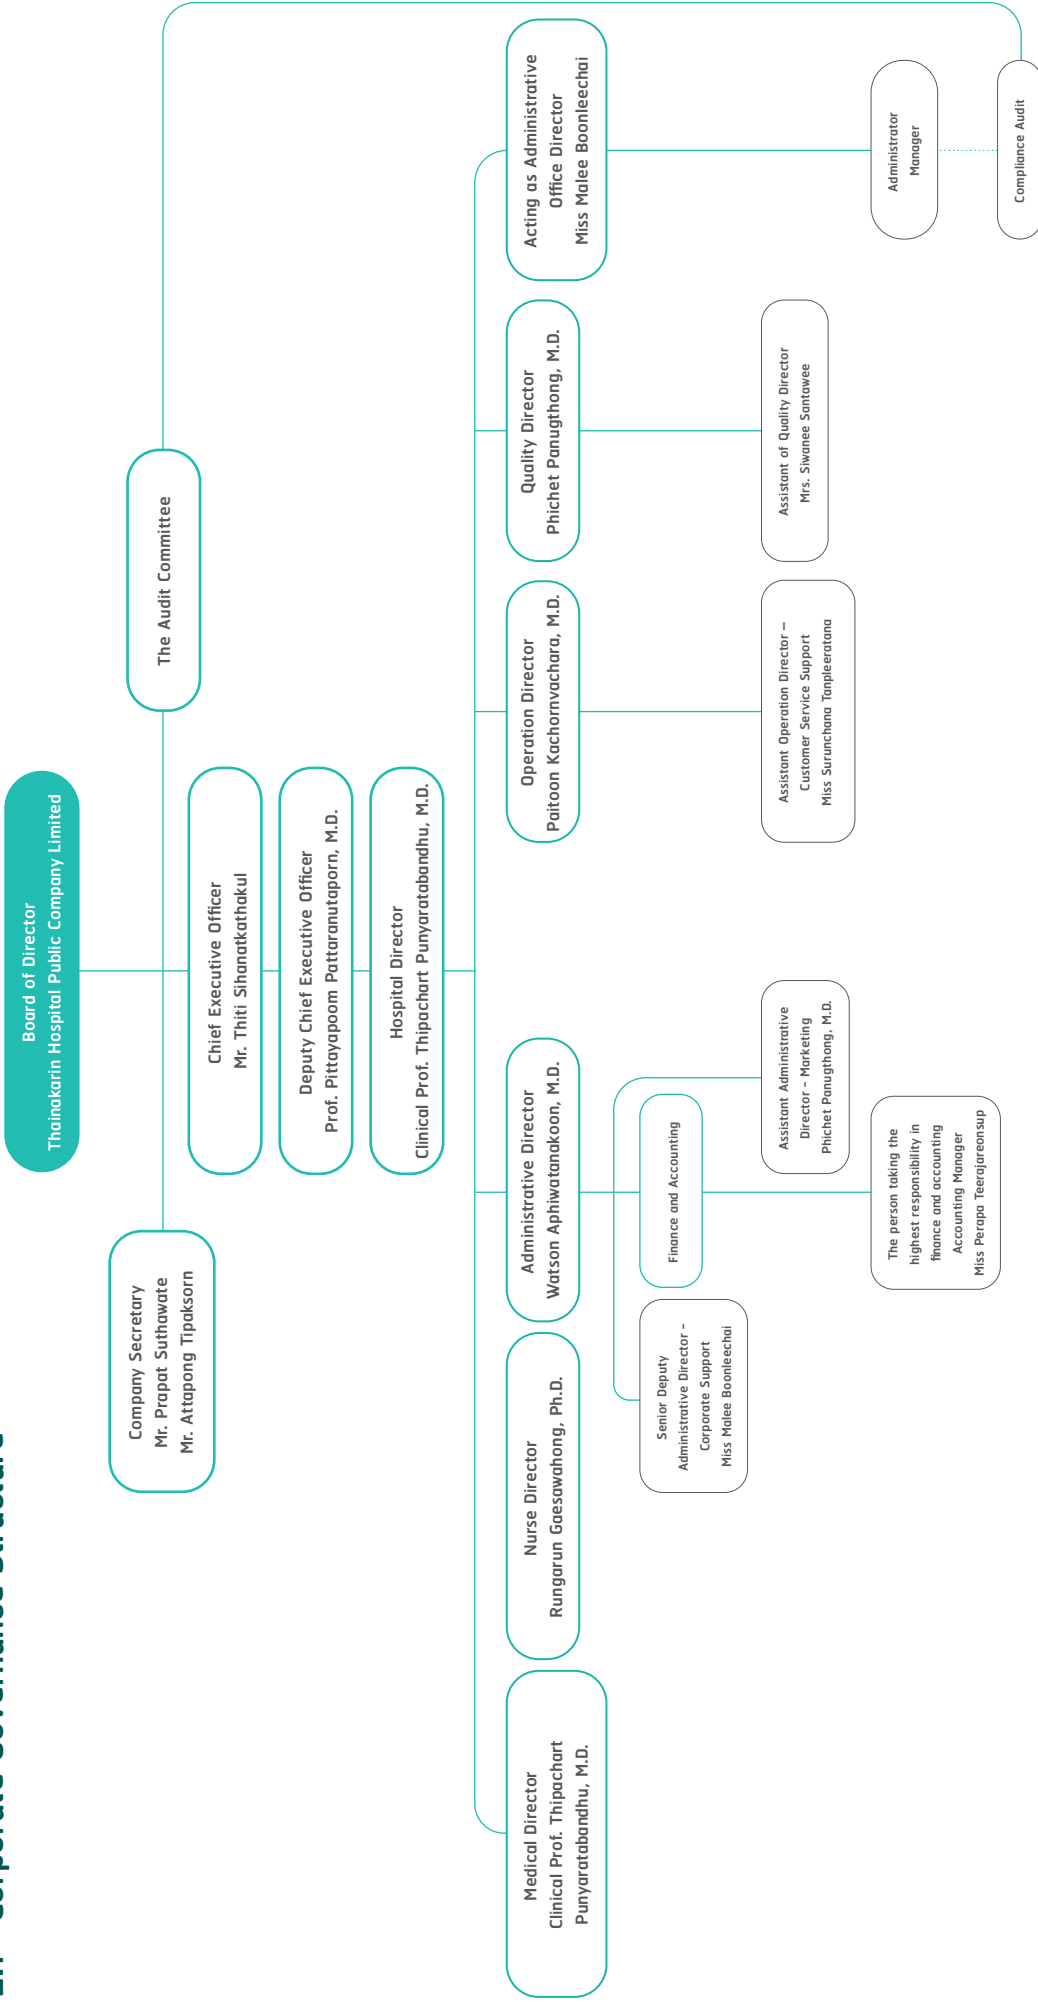 Corporate Governance Structure
Board of Director
Thainakarin Hospital Public Company Limited
Company Secretary
Mr. Prapat Suthawate
Mr. Attapong Tipaksorn
The Audit Committee
Chief Executive Officer
Mr. Thiti Sihanatkathakul
Deputy Chief Executive Officer
Prof. Pittayapoom Pattaranutaporn, M.D.
Hospital Director
Clinical Prof. Thipachart Punyaratabandhu, M.D.
Medical Director
Clinical Prof. Thipachart
Punyaratabandhu, M.D.
Nurse Director
Rungarun Gaesawahong, Ph.D.
Administrative Director
Watson Aphiwatanakoon, M.D.
Operation Director
Paitoon Kachornvachara, M.D.
Quality Director
Phichet Panugthong, M.D.
Acting as Administrative
Office Director
Miss Malee Boonleechai
Senior Deputy
Administrative Director –
Corporate Support
Miss Malee Boonleechai
Finance and Accounting
Assistant Administrative
Director – Marketing
Phichet Panugthong, M.D.
Assistant Operation Director –
Customer Service Support
Miss Surunchana Tanpleeratana
Assistant of Quality Director
Mrs. Siwanee Santawee
The person taking the
highest responsibility in
finance and accounting
Accounting Manager
Miss Perapa Teerajareonsup
Administrator
Manager
Compliance Audit